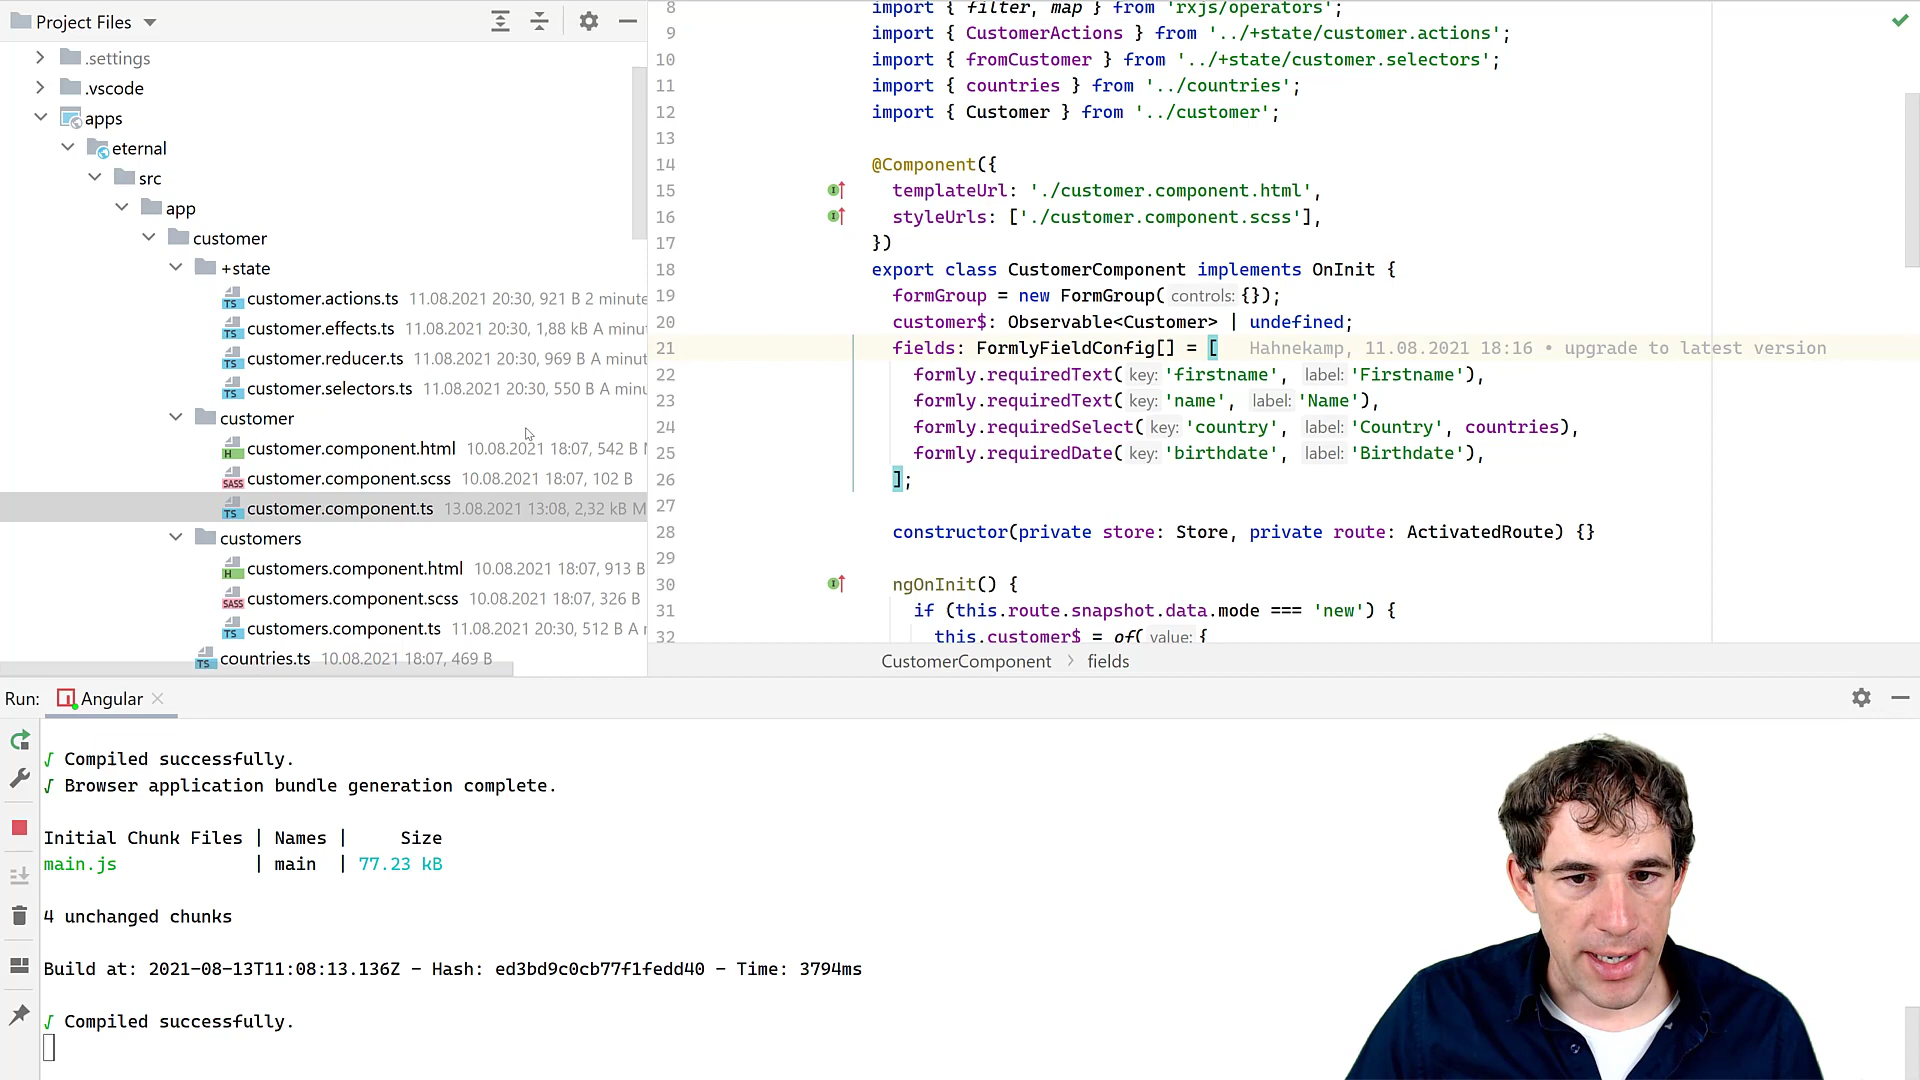 Project Files
.settings
.vscode
apps
eternal
src
app
customer
+state
customer.actions.ts 11.08.2021 20:30, 921 B 2 minute
customer.effects.ts 11.08.2021 20:30, 1,88 kB A minu
customer.reducer.ts 11.08.2021 20:30, 969 B A minut
customer.selectors.ts 11.08.2021 20:30, 550 B A minu
customer
customer.component.html 10.08.2021 18:07, 542 B
customer.component.scss 10.08.2021 18:07, 102 B
customer.component.ts 13.08.2021 13:08, 2,32 kB M
customers
customers.component.html 10.08.2021 18:07, 913 B
customers.component.scss 10.08.2021 18:07, 326 B
customers.component.ts 11.08.2021 20:30, 512 B A
countries.ts 10.08.2021 18:07, 469 B
8 import { filter, map } from 'rxjs/operators';
9 import { CustomerActions } from '../+state/customer.actions';
10 import { fromCustomer } from '../+state/customer.selectors';
11 import { countries } from '../countries';
12 import { Customer } from '../customer';
13
14 @Component({
15 templateUrl: './customer.component.html',
16 styleUrls: ['./customer.component.scss'],
17 })
18 export class CustomerComponent implements OnInit {
19 formGroup = new FormGroup( controls: {});
20 customer$: Observable<Customer> | undefined;
21 fields: FormlyFieldConfig[] = [ Hahnekamp, 11.08.2021 18:16 • upgrade to latest version
22 formly.requiredText( key: 'firstname', label: 'Firstname'),
23 formly.requiredText( key: 'name', label: 'Name'),
24 formly.requiredSelect( key: 'country', label: 'Country', countries),
25 formly.requiredDate( key: 'birthdate', label: 'Birthdate'),
26 ];
27
28 constructor(private store: Store, private route: ActivatedRoute) {}
29
30 ngOnInit() {
31 if (this.route.snapshot.data.mode === 'new') {
32 this.customer$ = of( value: {
CustomerComponent > fields
Run: Angular
√ Compiled successfully.
√ Browser application bundle generation complete.
Initial Chunk Files | Names | Size
main.js | main | 77.23 kB
4 unchanged chunks
Build at: 2021-08-13T11:08:13.136Z - Hash: ed3bd9c0cb77f1fedd40 - Time: 3794ms
√ Compiled successfully.